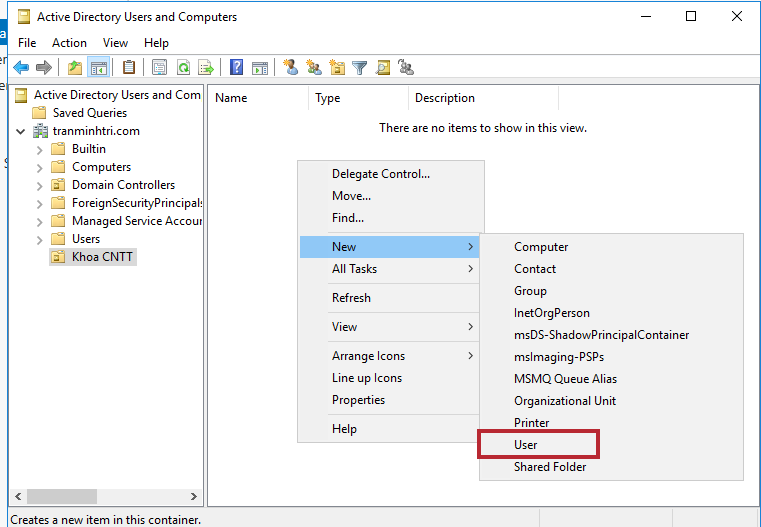 Active Directory Users and Computers
File Action View Help
Active Directory Users and Com
Saved Queries
tranminhtri.com
Builtin
Computers
Domain Controllers
ForeignSecurityPrincipals
Managed Service Accour
Users
Khoa CNTT
Name Type Description
There are no items to show in this view.
Delegate Control...
Move...
Find...
New
All Tasks
Refresh
View
Arrange Icons
Line up Icons
Properties
Help
Computer
Contact
Group
InetOrgPerson
msDS-ShadowPrincipalContainer
msImaging-PSPs
MSMQ Queue Alias
Organizational Unit
Printer
User
Shared Folder
Creates a new item in this container.